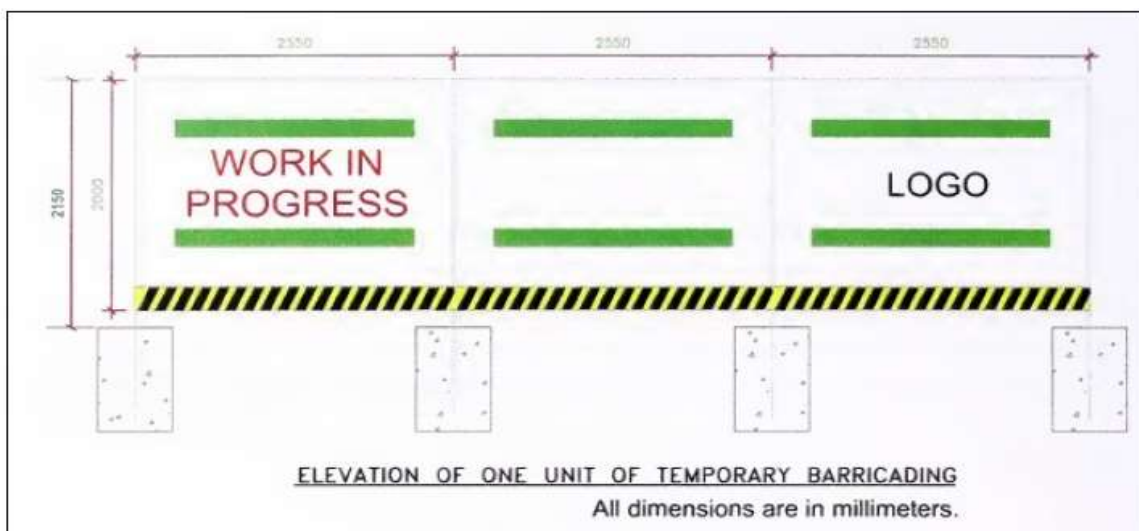 2550 2550 2550
2150
2000
WORK IN
PROGRESS
LOGO
ELEVATION OF ONE UNIT OF TEMPORARY BARRICADING
All dimensions are in millimeters.